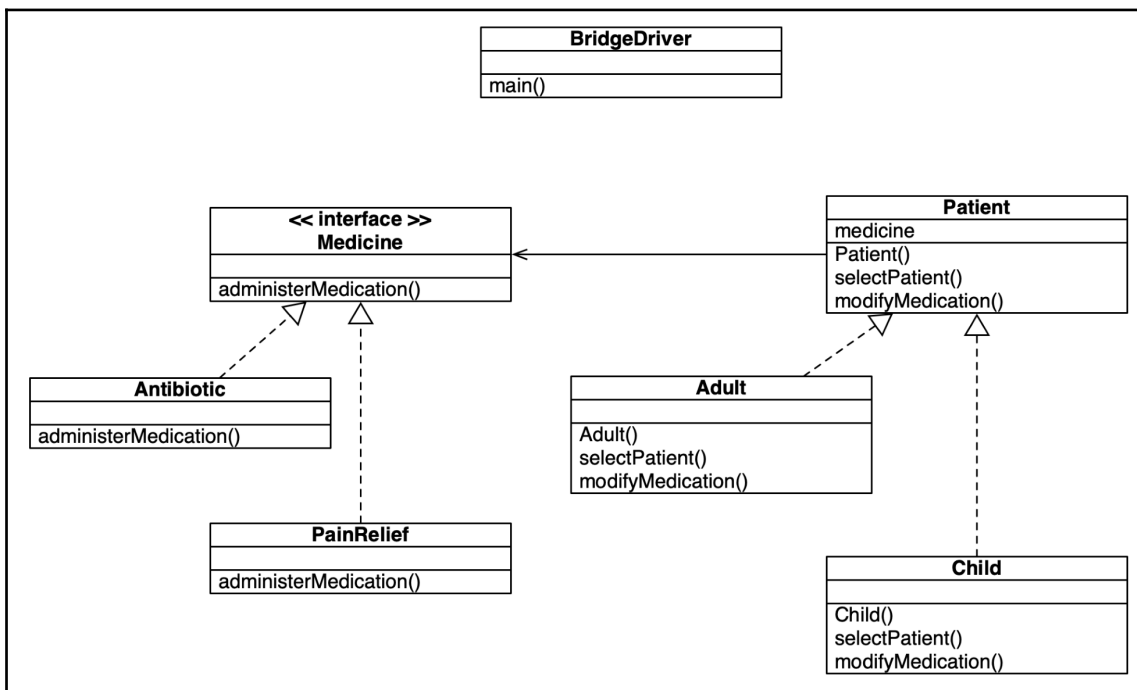 BridgeDriver
main()
<< interface >>
Medicine
administerMedication()
Patient
medicine
Patient()
selectPatient()
modifyMedication()
Antibiotic
administerMedication()
Adult
Adult()
selectPatient()
modifyMedication()
PainRelief
administerMedication()
Child
Child()
selectPatient()
modifyMedication()